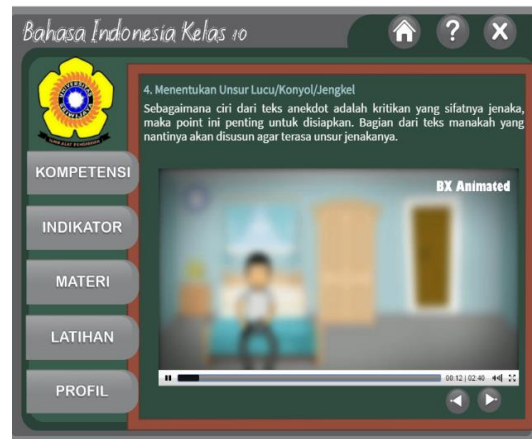 Bahasa Indonesia Kelas 10
? X
4. Menentukan Unsur Lucu/Konyol/Jengkel
Sebagaimana ciri dari teks anekdot adalah kritikan yang sifatnya jenaka,
maka point ini penting untuk disiapkan. Bagian dari teks manakah yang
nantinya akan disusun agar terasa unsur jenakanya.
KOMPETENSI
INDIKATOR
MATERI
LATIHAN
PROFIL
BX Animated
00:12 | 02:40